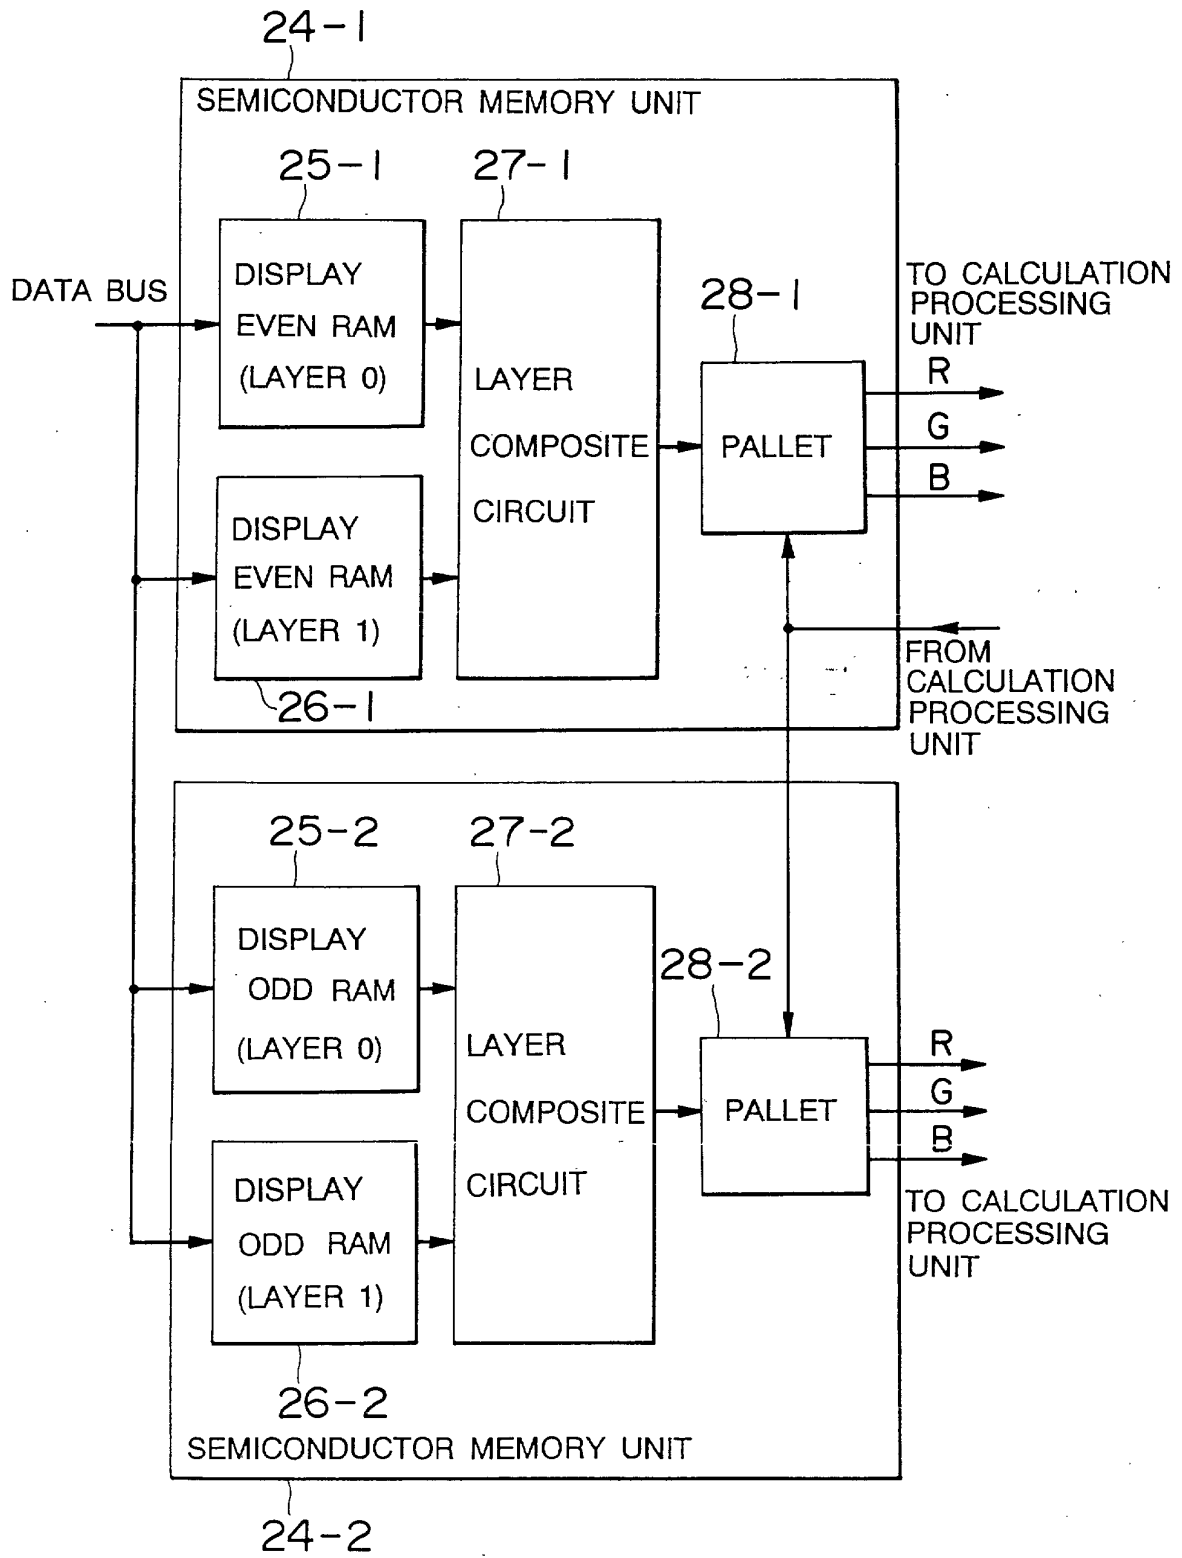 24-1
SEMICONDUCTOR MEMORY UNIT
25-1
27-1
DATA BUS
DISPLAY
EVEN RAM
(LAYER 0)
LAYER
COMPOSITE
CIRCUIT
28-1
PALLET
TO CALCULATION
PROCESSING
UNIT
R
G
B
DISPLAY
EVEN RAM
(LAYER 1)
26-1
FROM
CALCULATION
PROCESSING
UNIT
25-2
27-2
DISPLAY
ODD RAM
(LAYER 0)
LAYER
COMPOSITE
CIRCUIT
28-2
PALLET
R
G
B
TO CALCULATION
PROCESSING
UNIT
DISPLAY
ODD RAM
(LAYER 1)
26-2
SEMICONDUCTOR MEMORY UNIT
24-2